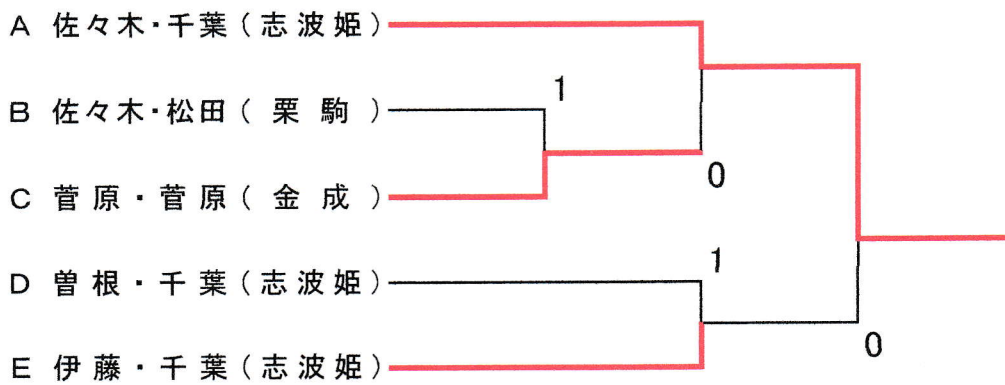 A 佐々木・千葉(志波姫)
1
B 佐々木・松田(栗駒)
0
C 菅原・菅原(金成)
1
D 曽根・千葉(志波姫)
0
E 伊藤・千葉(志波姫)